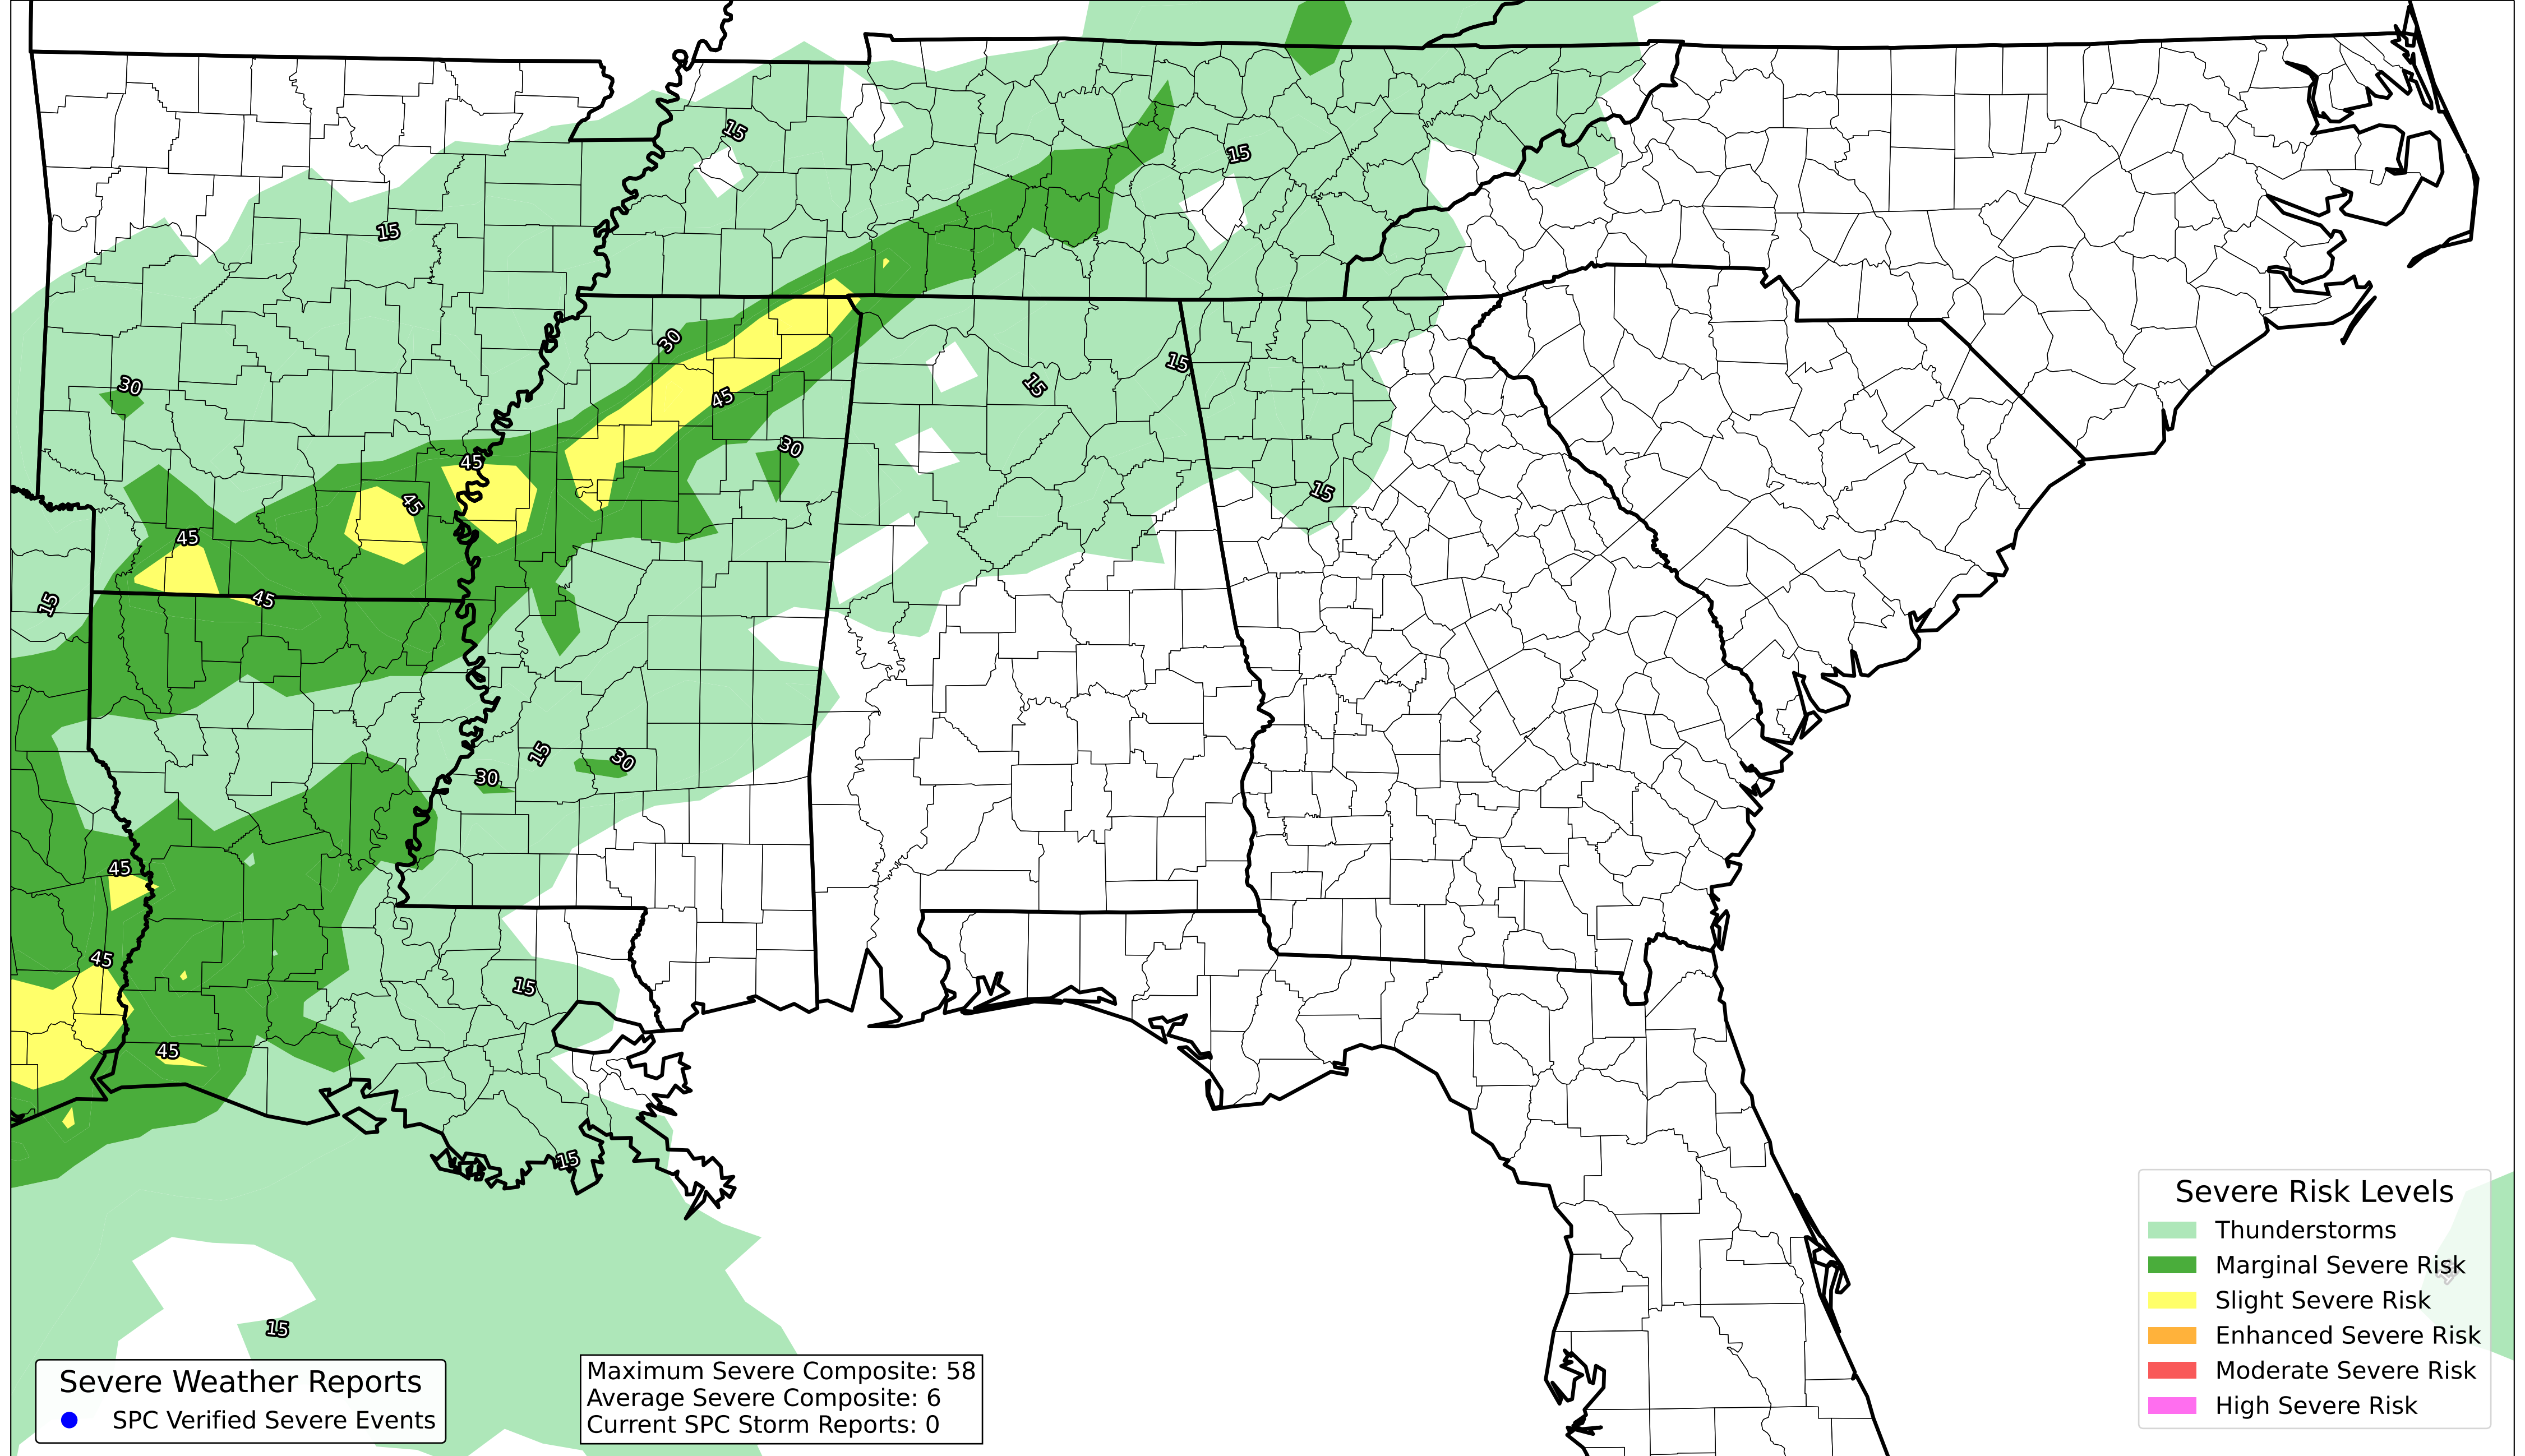 15
15
15
30
30
45
15
15
30
45
45
15
45
15
45
15
30
30
45
45
15
45
15
15
Severe Risk Levels
Thunderstorms
Marginal Severe Risk
Slight Severe Risk
Enhanced Severe Risk
Moderate Severe Risk
High Severe Risk
Severe Weather Reports
SPC Verified Severe Events
Maximum Severe Composite: 58
Average Severe Composite: 6
Current SPC Storm Reports: 0